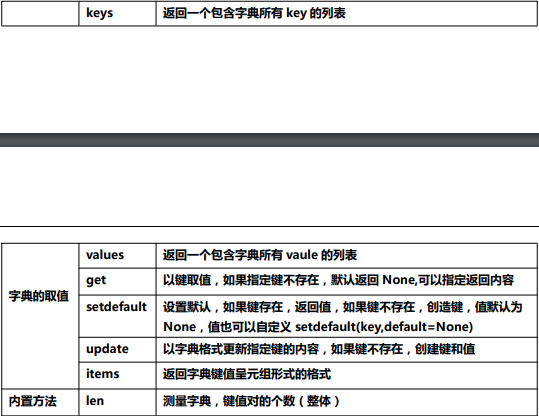 keys 返回一个包含字典所有 key 的列表
values 返回一个包含字典所有 vaule 的列表
字典的取值
get 以键取值，如果指定键不存在，默认返回 None,可以指定返回内容
setdefault 设置默认，如果键存在，返回值，如果键不存在，创造键，值默认为
None，值也可以自定义 setdefault(key,default=None)
update 以字典格式更新指定键的内容，如果键不存在，创建键和值
items 返回字典键值呈元组形式的格式
内置方法 len 测量字典，键值对的个数（整体）